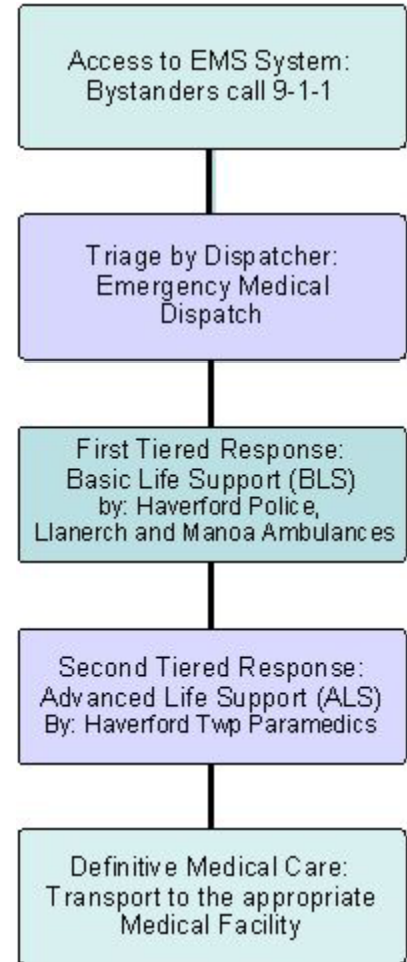 Access to EMS System:
Bystanders call 9-1-1
Triage by Dispatcher:
Emergency Medical
Dispatch
First Tiered Response:
Basic Life Support (BLS)
by: Haverford Police,
Llanerch and Manoa Ambulances
Second Tiered Response:
Advanced Life Support (ALS)
By: Haverford Twp Paramedics
Definitive Medical Care:
Transport to the appropriate
Medical Facility